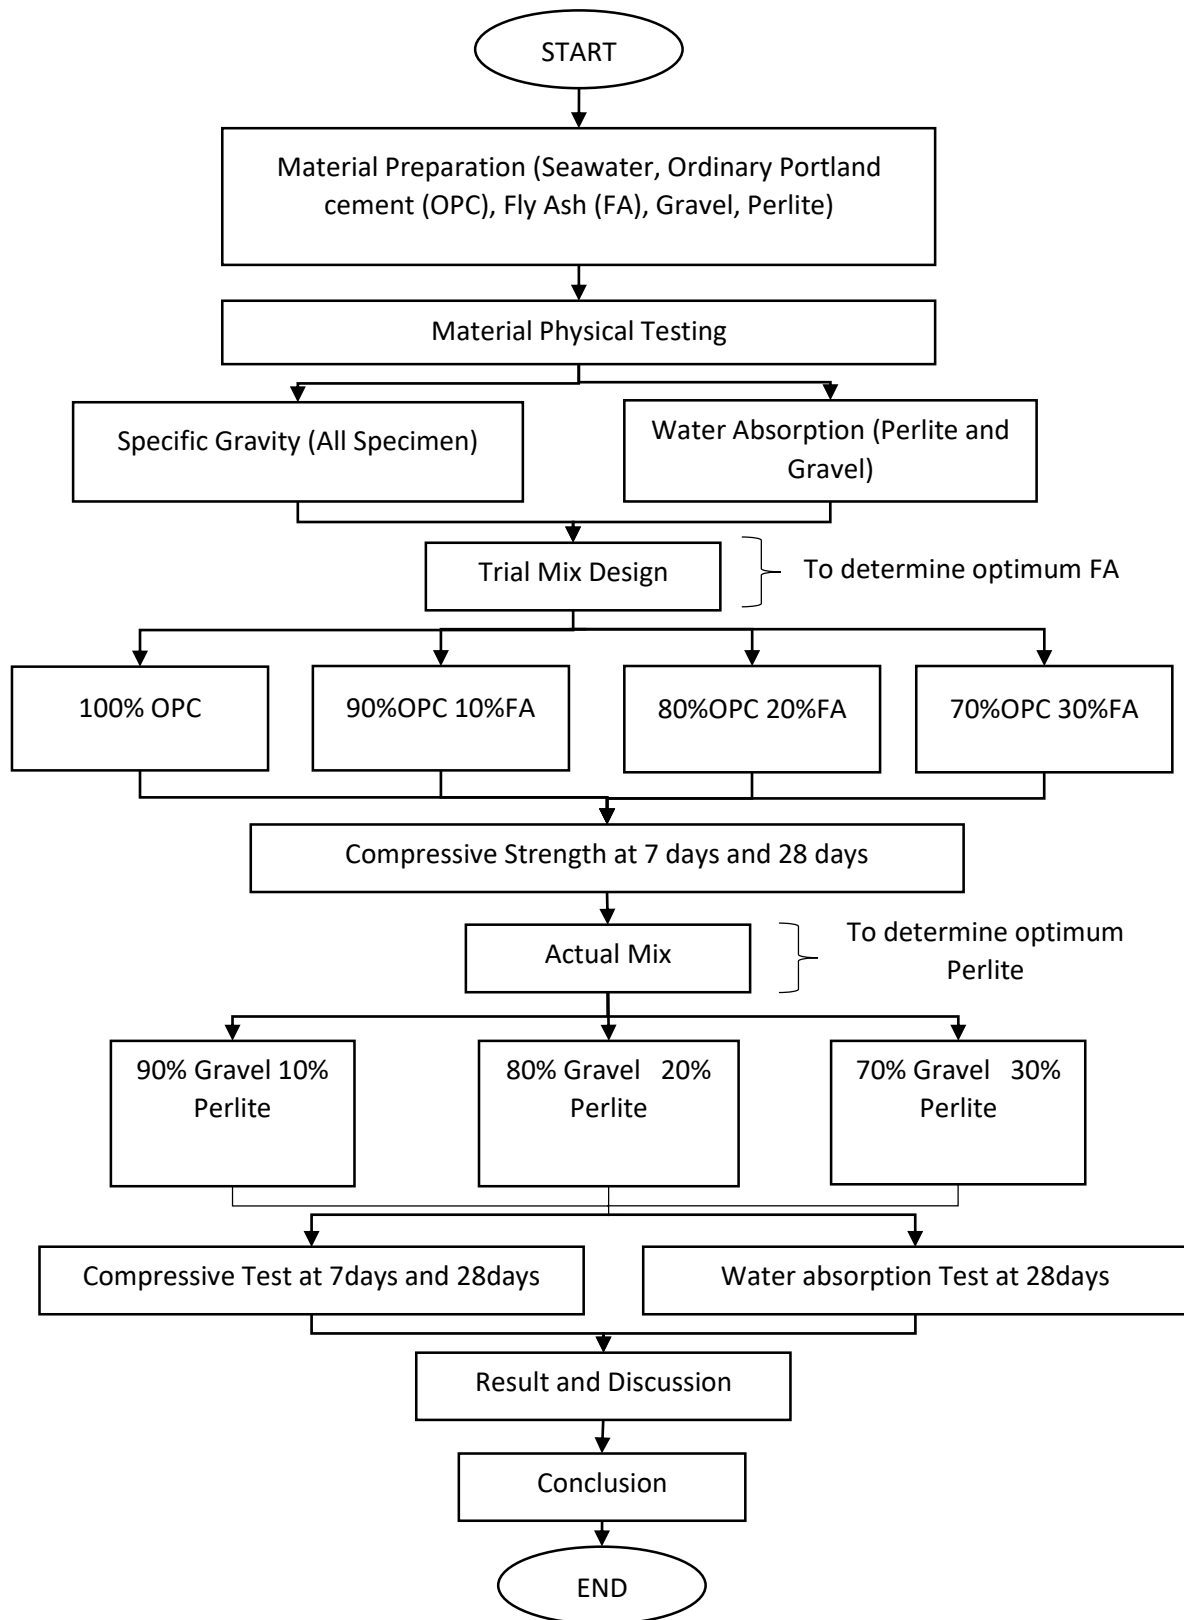 START
Material Preparation (Seawater, Ordinary Portland
cement (OPC), Fly Ash (FA), Gravel, Perlite)
Material Physical Testing
Specific Gravity (All Specimen)
Water Absorption (Perlite and
Gravel)
Trial Mix Design
To determine optimum FA
100% OPC
90%OPC 10%FA
80%OPC 20%FA
70%OPC 30%FA
Compressive Strength at 7 days and 28 days
Actual Mix
To determine optimum
Perlite
90% Gravel 10%
Perlite
80% Gravel 20%
Perlite
70% Gravel 30%
Perlite
Compressive Test at 7days and 28days
Water absorption Test at 28days
Result and Discussion
Conclusion
END